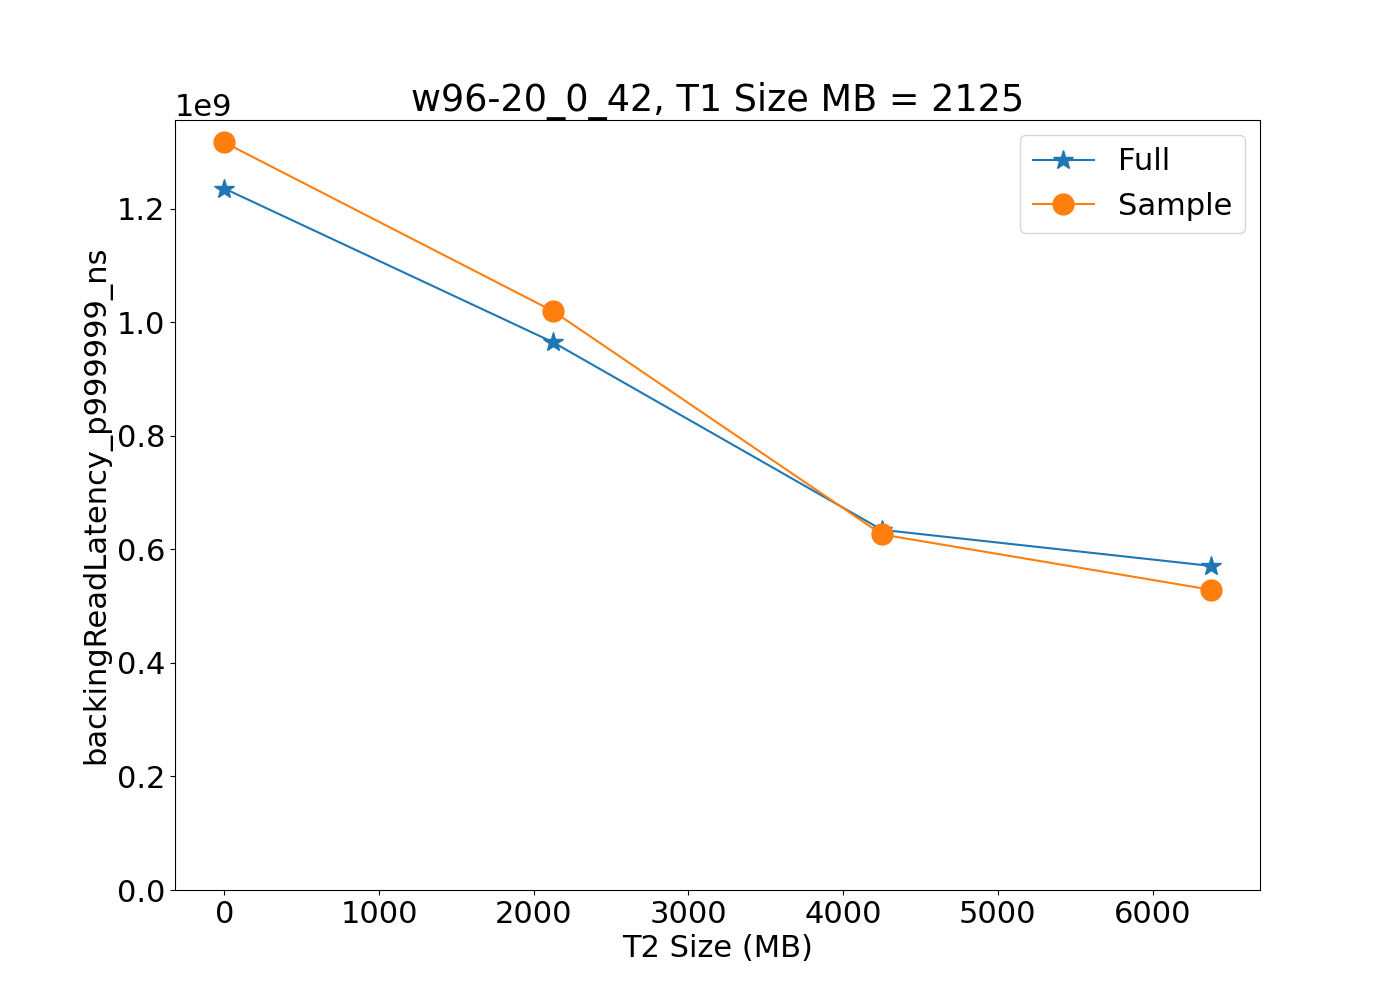 w96-20_0_42, T1 Size MB = 2125
1e9
Full
Sample
1.2
1.0
0.8
0.6
0.4
0.2
0.0
backingReadLatency_p999999_ns
0 1000 2000 3000 4000 5000 6000
T2 Size (MB)